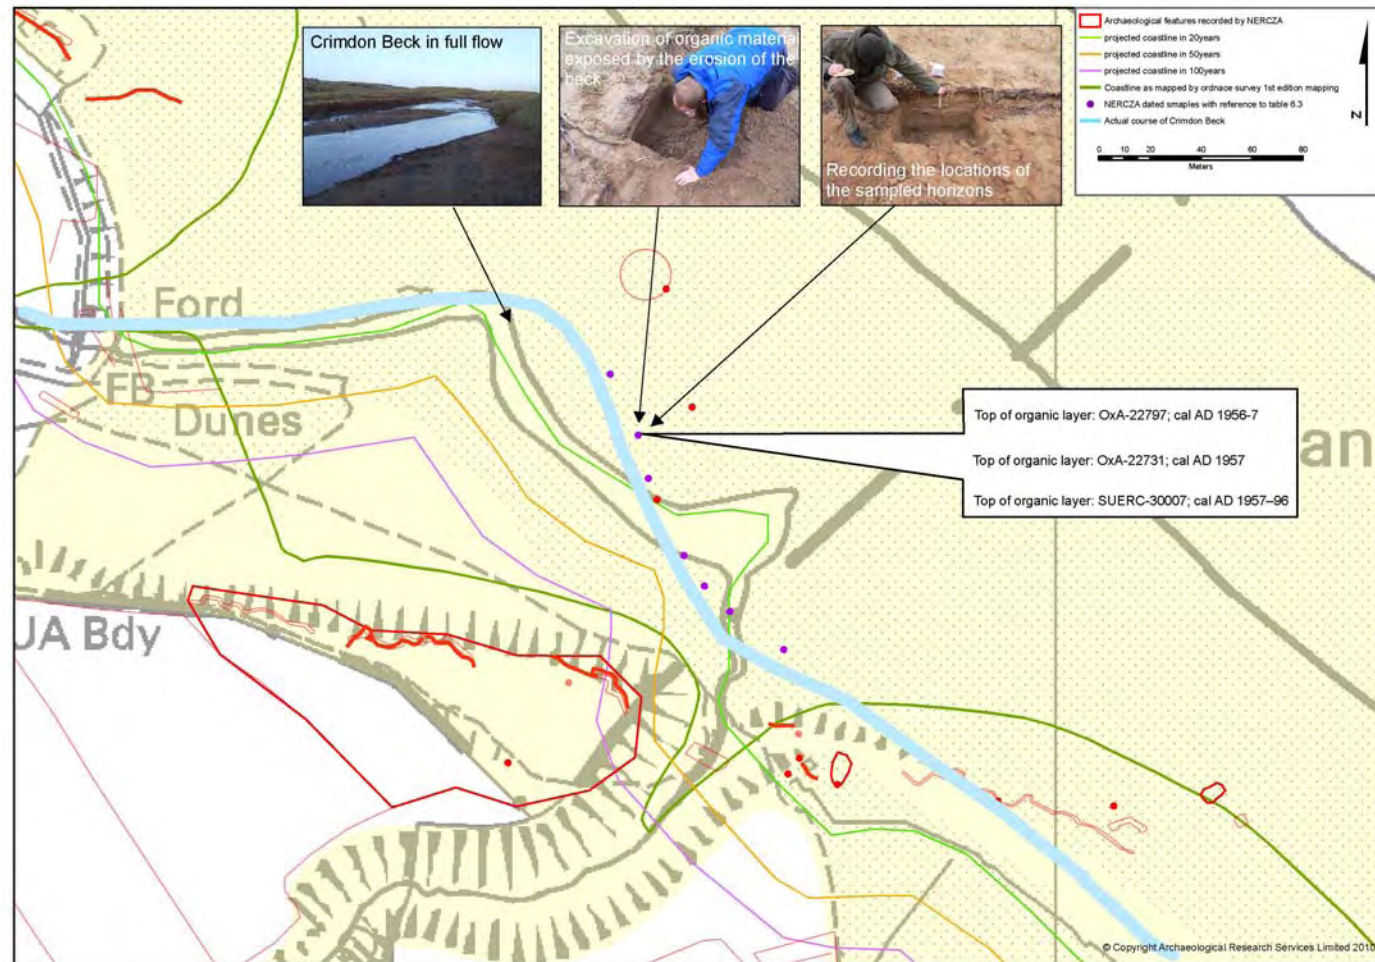 Crimdon Beck in full flow
Excavation of organic material
exposed by the erosion of the
beck
Recording the locations of
the sampled horizons
Archaeological features recorded by NERCZA
projected coastline in 20years
projected coastline in 50years
projected coastline in 100years
Coastline as mapped by ordnace survey 1st edition mapping
NERCZA dated smaples with reference to table 6.3
Actual course of Crimdon Beck
0 10 20 40 60 80
Meters
N
Ford
FB
Dunes
Top of organic layer: OxA-22797; cal AD 1956-7
Top of organic layer: OxA-22731; cal AD 1957
Top of organic layer: SUERC-30007; cal AD 1957–96
an
UA Bdy
© Copyright Archaeological Research Services Limited 2010